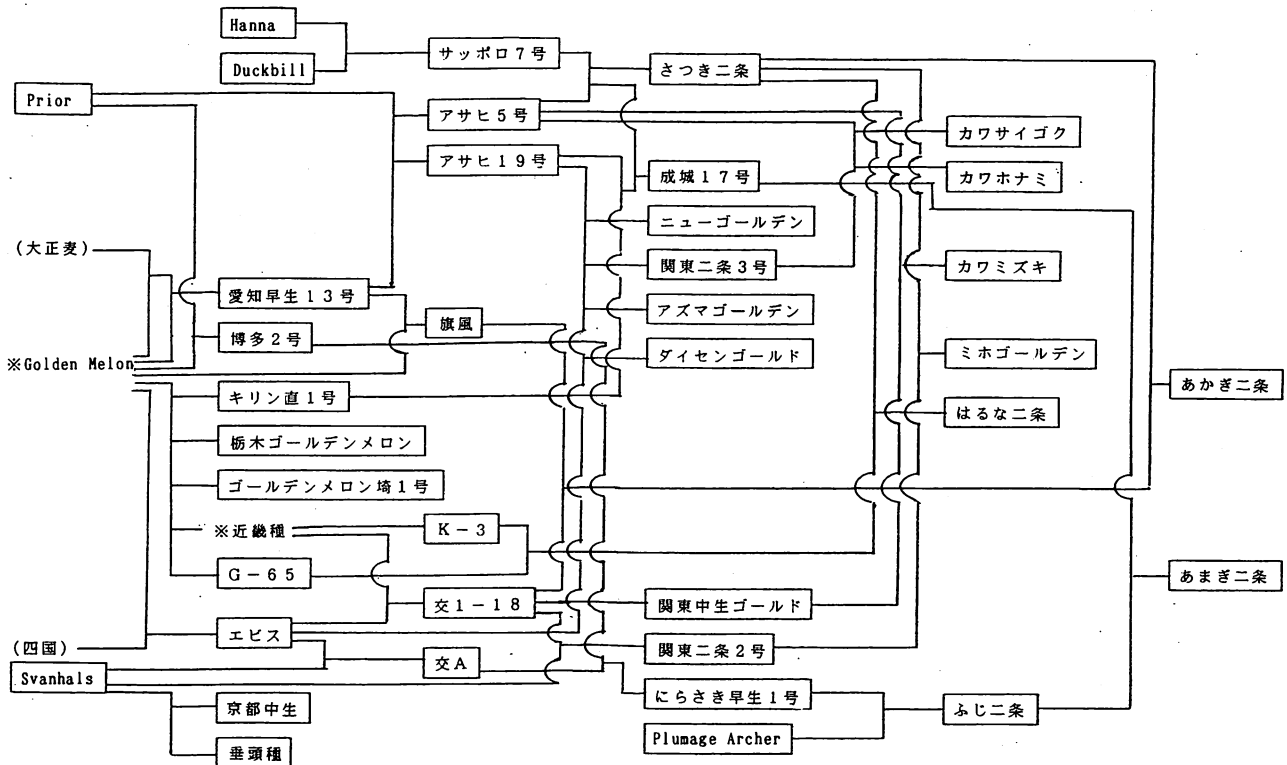 Hanna
Duckbill
Prior
(大正麦)
※Golden Melon
(四国)
Svanhals
愛知早生13号
博多2号
キリン直1号
栃木ゴールデンメロン
ゴールデンメロン埼1号
※近畿種
G-65
エビス
京都中生
垂頭種
サッポロ7号
アサヒ5号
アサヒ19号
旗風
K-3
交1-18
交A
さつき二条
成城17号
ニューゴールデン
関東二条3号
アズマゴールデン
ダイセンゴールド
関東中生ゴールド
関東二条2号
にらさき早生1号
Plumage Archer
カワサイゴク
カワホナミ
カワミズキ
ミホゴールデン
はるな二条
ふじ二条
あかぎ二条
あまぎ二条